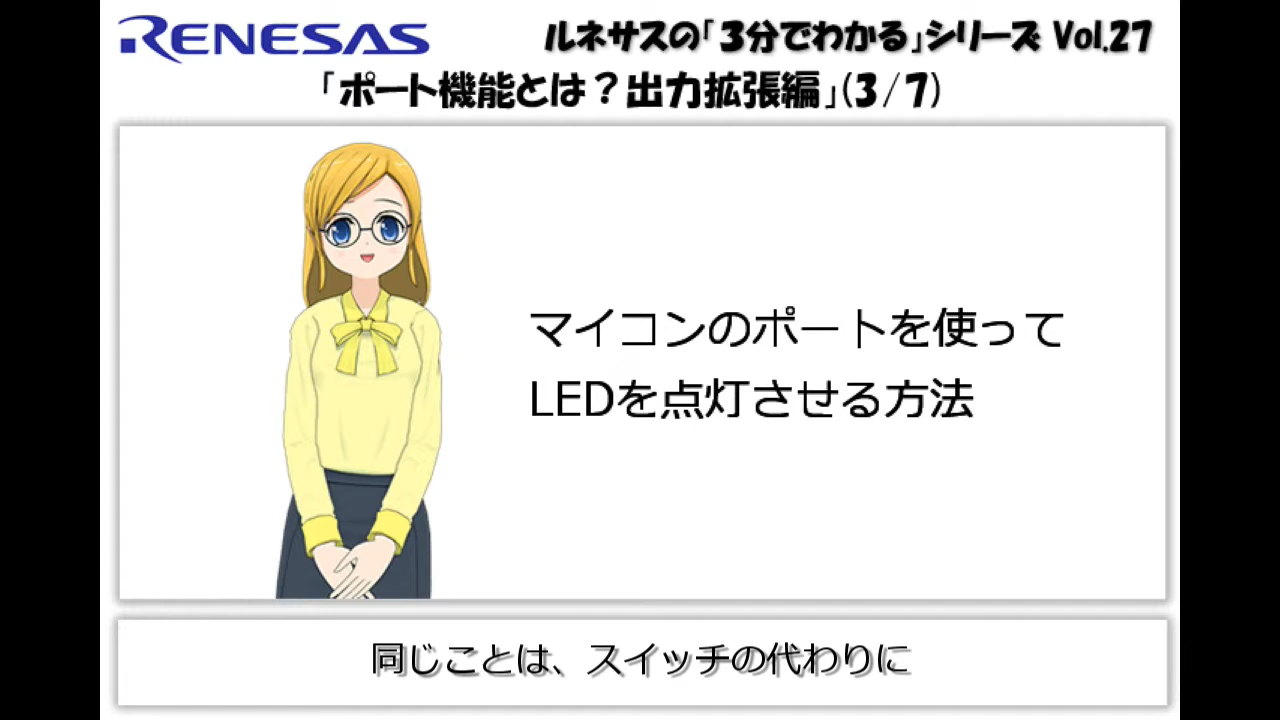 RENESAS
ルネサスの「3分でわかる」シリーズ Vol.27
「ポート機能とは？出力拡張編」(3/7)
マイコンのポートを使って
LEDを点灯させる方法
同じことは、スイッチの代わりに